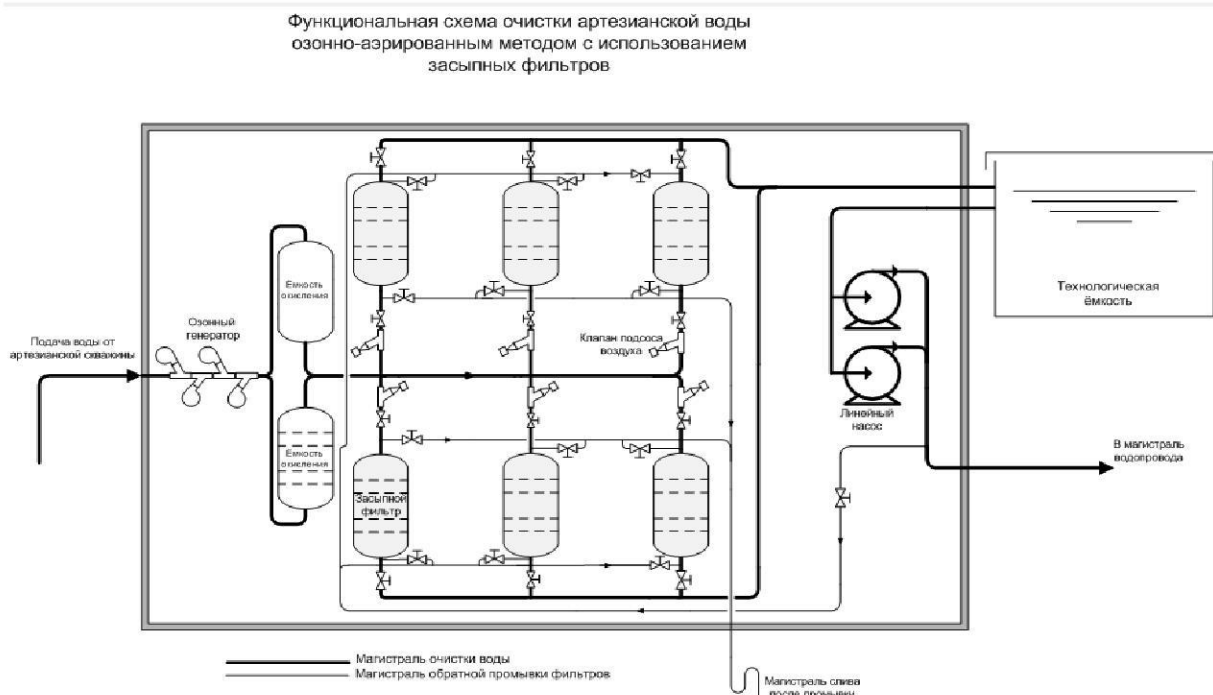 Функциональная схема очистки артезианской воды
озонно-аэрированным методом с использованием
засыпных фильтров
Емкость
окисления
Озонный
генератор
Подача воды от
артезианской скважины
Клапан подсоса
воздуха
Технологическая
ёмкость
Линейный
насос
В магистраль
водопровода
Емкость
окисления
Засыпной
фильтр
Магистраль очистки воды
Магистраль обратной промывки фильтров
Магистраль слива
после промывки